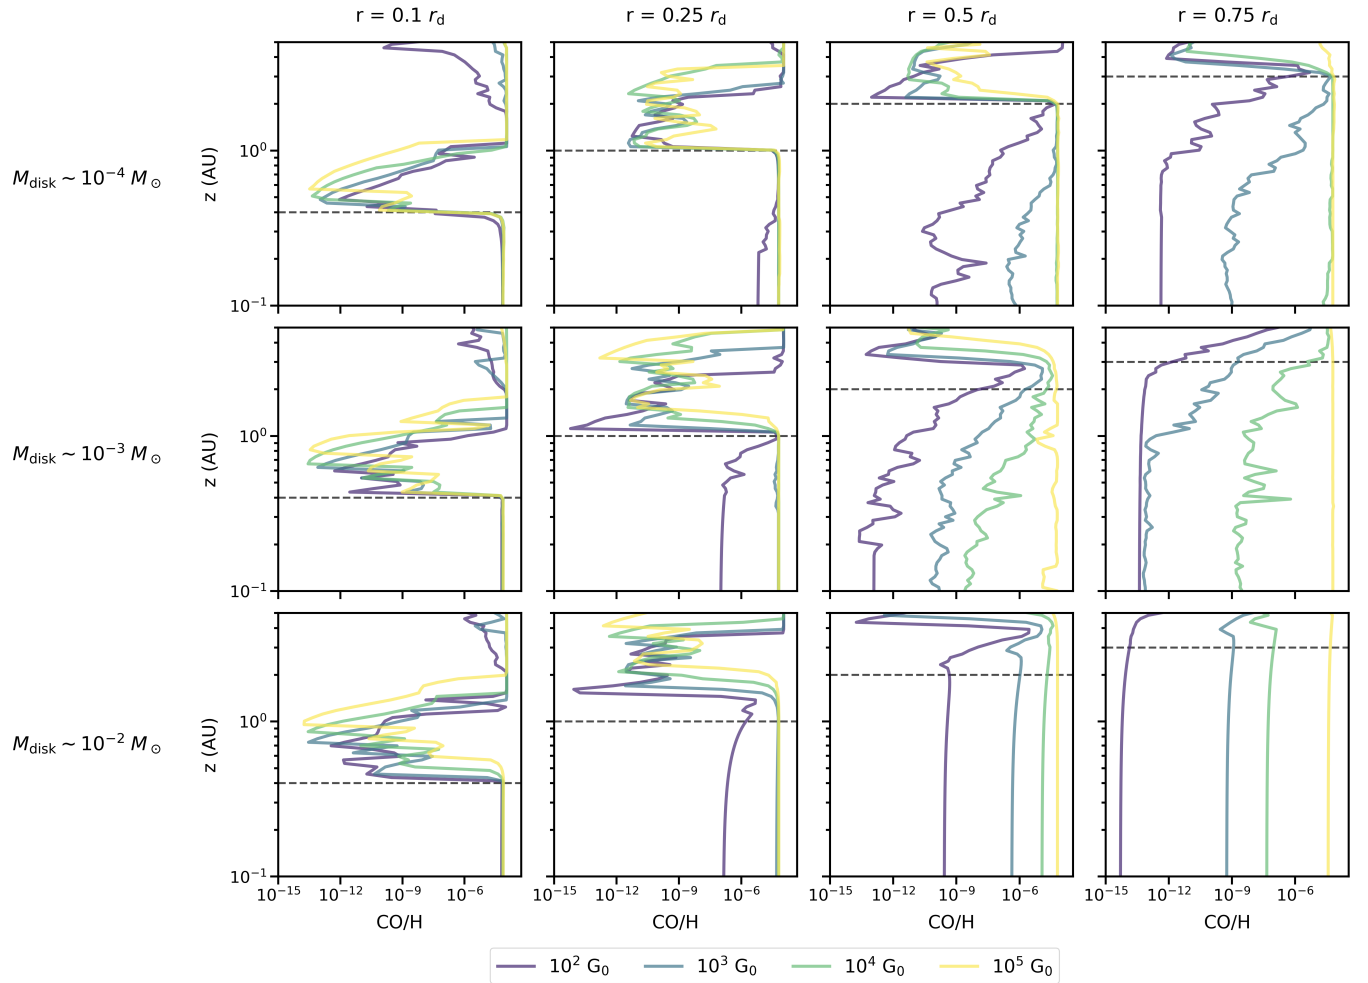 r = 0.1 r_d r = 0.25 r_d r = 0.5 r_d r = 0.75 r_d
M_disk ~ 10^-4 M_⊙
z (AU)
10^0
10^-1
M_disk ~ 10^-3 M_⊙
z (AU)
10^0
10^-1
M_disk ~ 10^-2 M_⊙
z (AU)
10^0
10^-1
10^-15 10^-12 10^-9 10^-6 10^-15 10^-12 10^-9 10^-6 10^-15 10^-12 10^-9 10^-6 10^-15 10^-12 10^-9 10^-6
CO/H CO/H CO/H CO/H
10^2 G_0 10^3 G_0 10^4 G_0 10^5 G_0